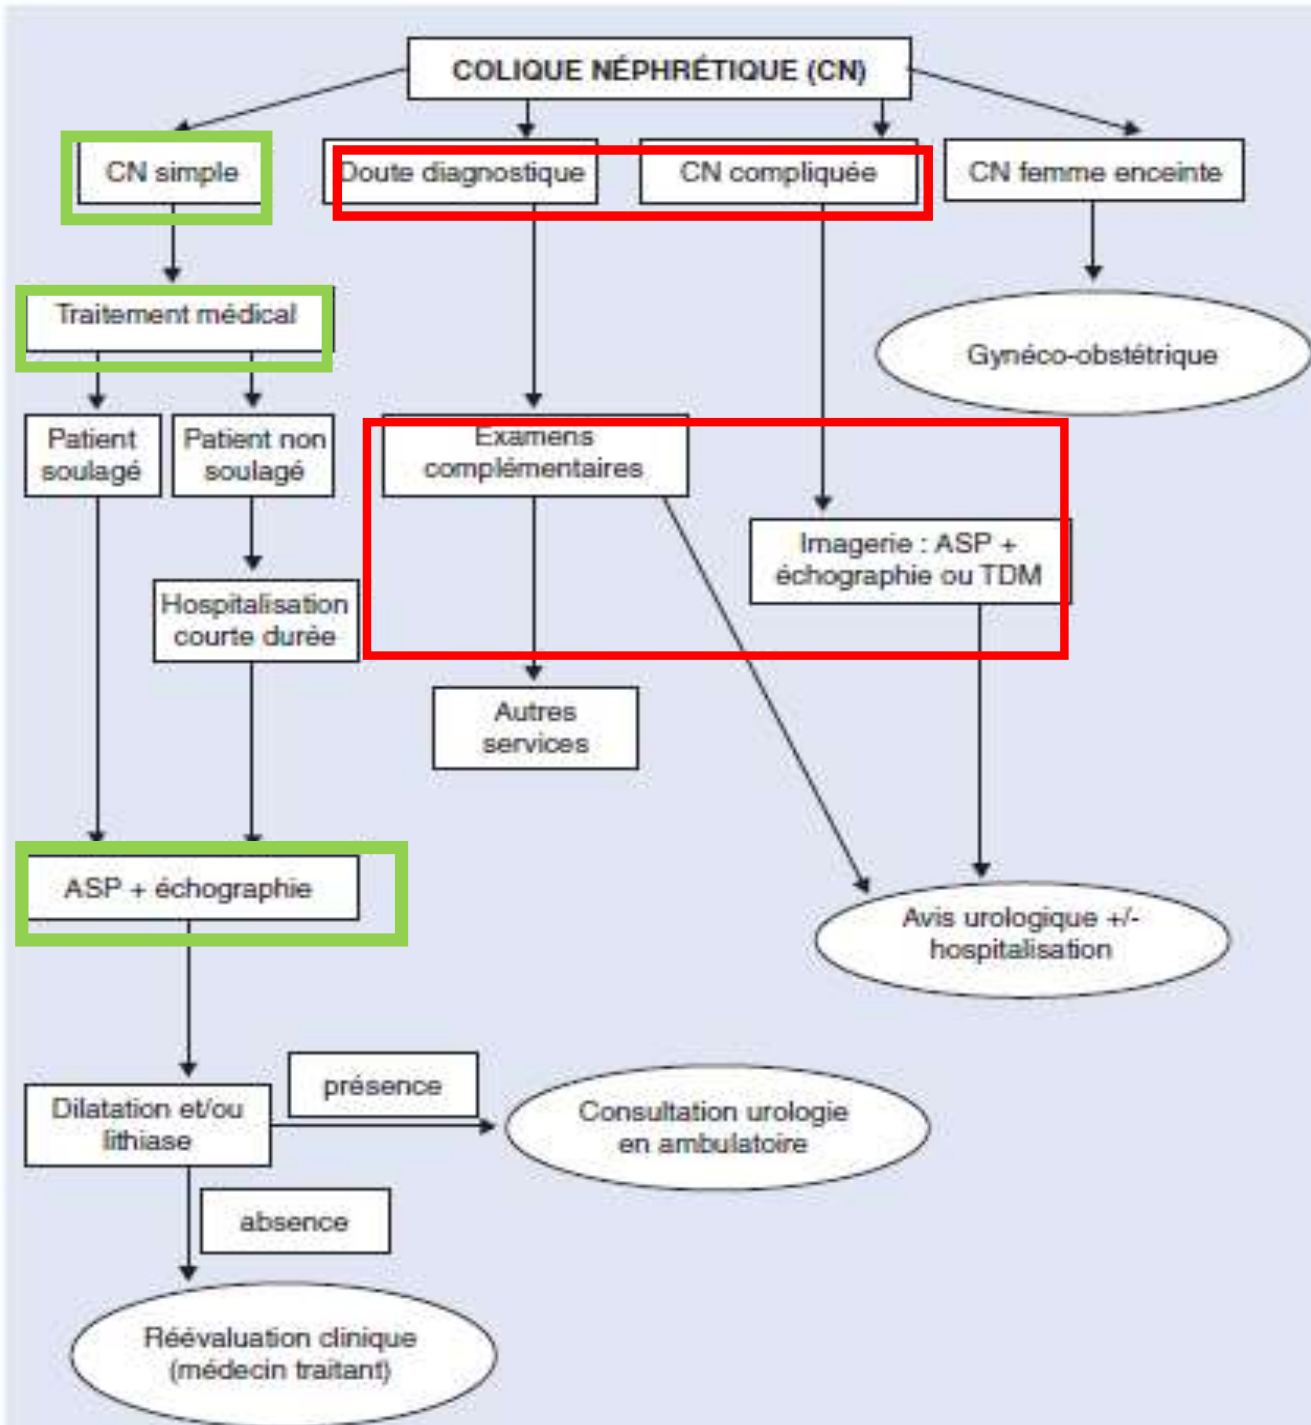 COLIQUE NÉPHRÉTIQUE (CN)
CN simple
Doute diagnostique
CN compliquée
CN femme enceinte
Traitement médical
Gynéco-obstétrique
Patient
soulagé
Patient non
soulagé
Examens
complémentaires
Imagerie : ASP +
échographie ou TDM
Hospitalisation
courte durée
Autres
services
ASP + échographie
Avis urologique +/-
hospitalisation
Dilatation et/ou
lithiase
présence
Consultation urologie
en ambulatoire
absence
Réévaluation clinique
(médecin traitant)